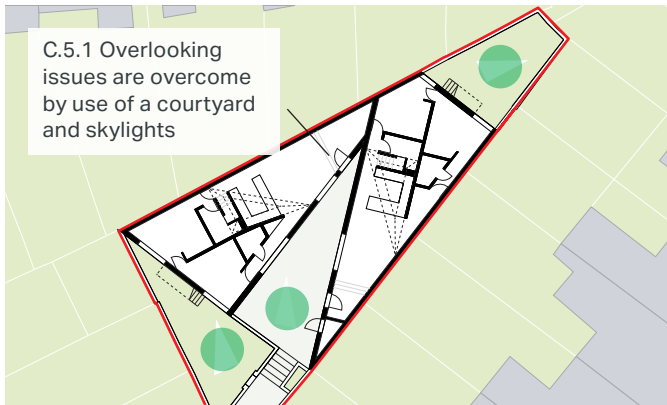 C.5.1 Overlooking
issues are overcome
by use of a courtyard
and skylights